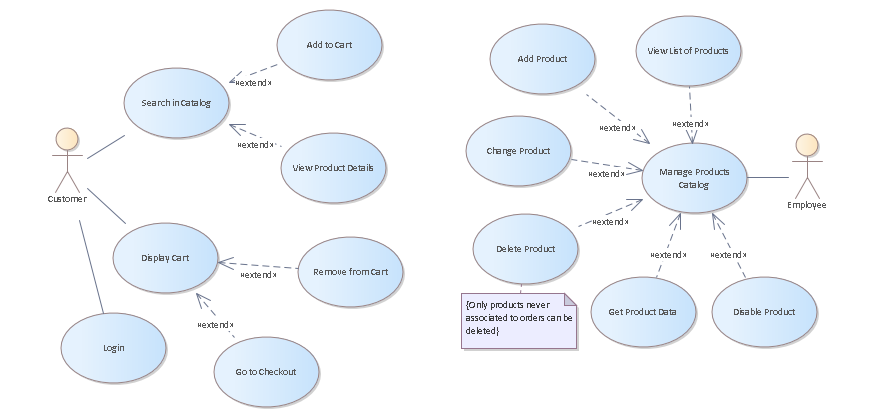 Add to Cart
«extend»
Search in Catalog
«extend»
View Product Details
Customer
Display Cart
«extend»
Remove from Cart
«extend»
Login
Go to Checkout
View List of Products
Add Product
«extend»
«extend»
Change Product
«extend»
Manage Products
Catalog
Employee
«extend»
Delete Product
«extend»
«extend»
{Only products never
associated to orders can be
deleted}
Get Product Data
Disable Product